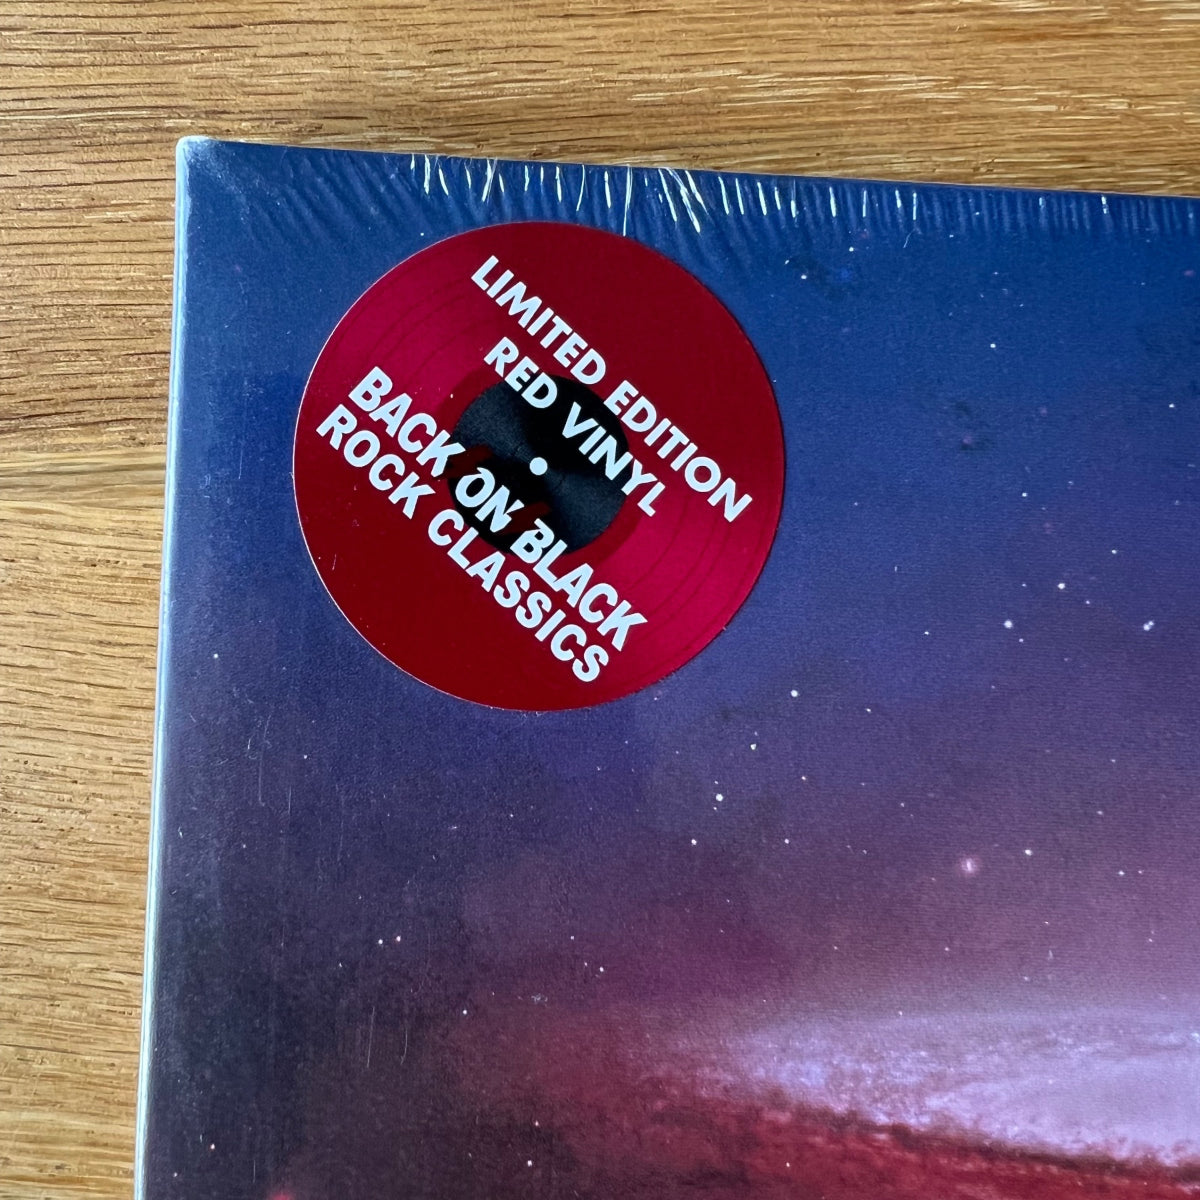 LIMITED EDITION
RED VINYL
BACK ON BLACK
ROCK CLASSICS